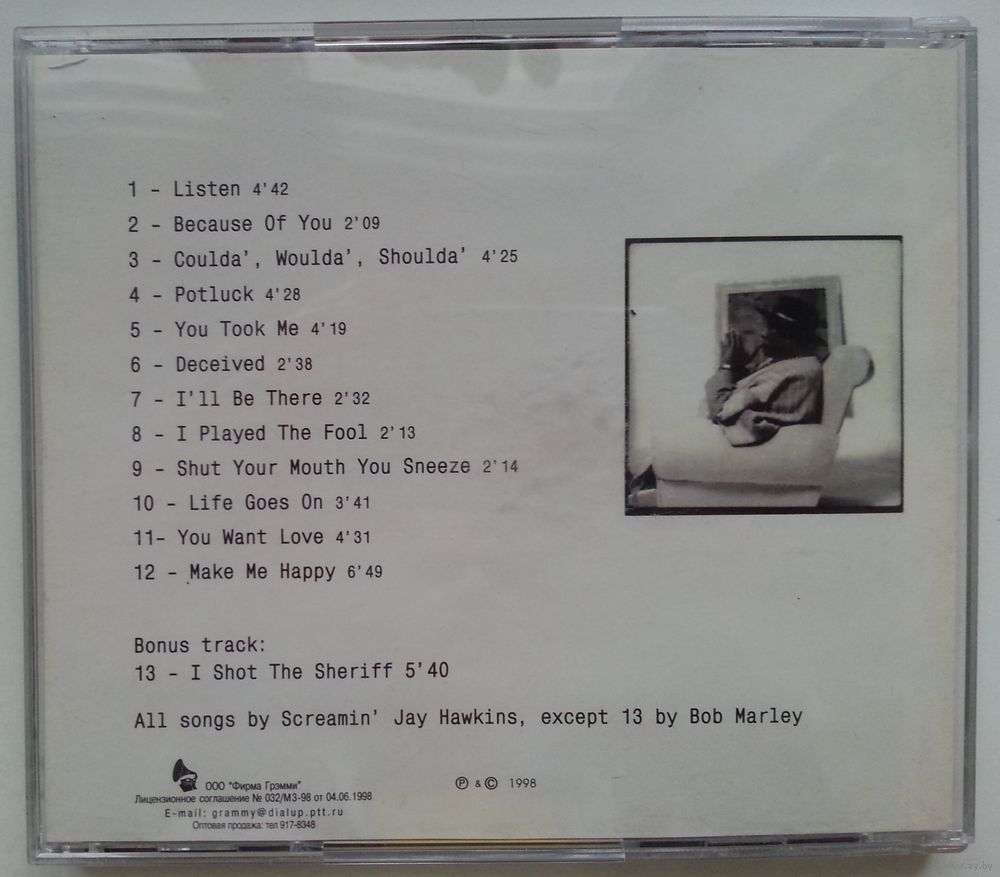 1 - Listen 4'42
2 - Because Of You 2'09
3 - Coulda', Woulda', Shoulda' 4'25
4 - Potluck 4'28
5 - You Took Me 4'19
6 - Deceived 2'38
7 - I'll Be There 2'32
8 - I Played The Fool 2'13
9 - Shut Your Mouth You Sneeze 2'14
10 - Life Goes On 3'41
11- You Want Love 4'31
12 - Make Me Happy 6'49
Bonus track:
13 - I Shot The Sheriff 5'40
All songs by Screamin' Jay Hawkins, except 13 by Bob Marley
ООО "Фирма Грэмми"
Лицензионное соглашение № 032/МЗ-98 от 04.06.1998
E-mail: grammy@dialup.ptt.ru
Оптовая продажа: тел 917-8348
Ⓟ & © 1998
www.ay.by